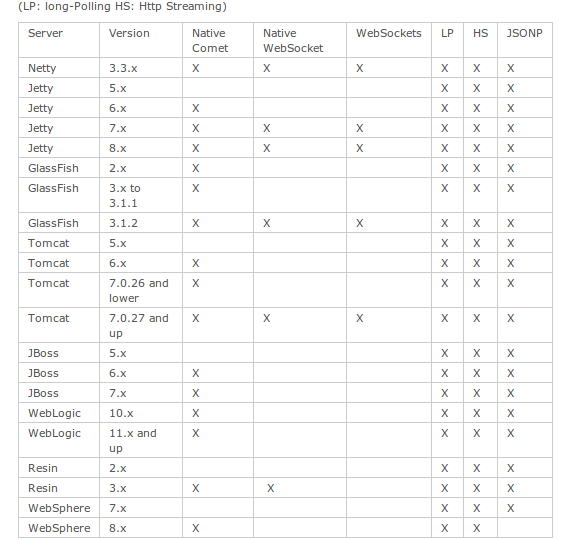 (LP: long-Polling HS: Http Streaming)
Server Version Native Comet Native WebSocket WebSockets LP HS JSONP
Netty 3.3.x X X X X X X
Jetty 5.x X X X
Jetty 6.x X X X X
Jetty 7.x X X X X X X
Jetty 8.x X X X X X X
GlassFish 2.x X X X X
GlassFish 3.x to 3.1.1 X X X X
GlassFish 3.1.2 X X X X X X
Tomcat 5.x X X X
Tomcat 6.x X X X X
Tomcat 7.0.26 and lower X X X X
Tomcat 7.0.27 and up X X X X X X
JBoss 5.x X X X
JBoss 6.x X X X X
JBoss 7.x X X X X
WebLogic 10.x X X X X
WebLogic 11.x and up X X X X
Resin 2.x X X X
Resin 3.x X X X X X
WebSphere 7.x X X X
WebSphere 8.x X X X